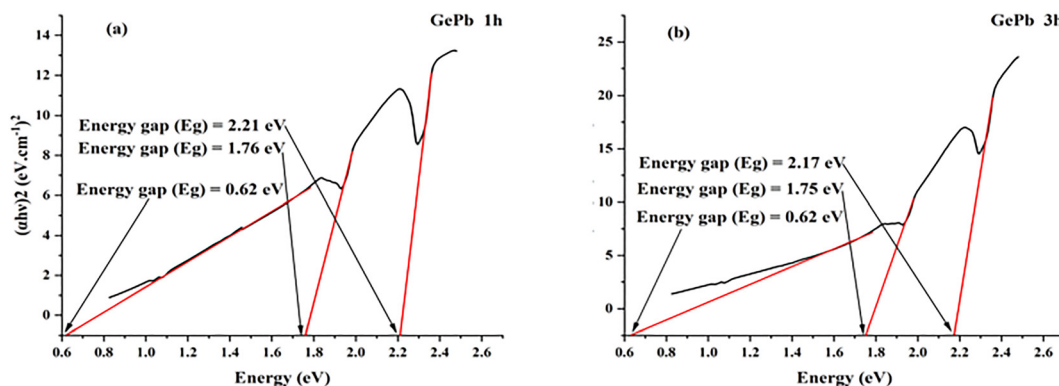 (a)
GePb 1h
14
12
10
8
6
4
2
0
(αhν)2 (eV.cm⁻¹)²
Energy gap (Eg) = 2.21 eV
Energy gap (Eg) = 1.76 eV
Energy gap (Eg) = 0.62 eV
0.6 0.8 1.0 1.2 1.4 1.6 1.8 2.0 2.2 2.4 2.6
Energy (eV)
(b)
GePb 3h
25
20
15
10
5
0
Energy gap (Eg) = 2.17 eV
Energy gap (Eg) = 1.75 eV
Energy gap (Eg) = 0.62 eV
0.6 0.8 1.0 1.2 1.4 1.6 1.8 2.0 2.2 2.4 2.6
Energy (eV)